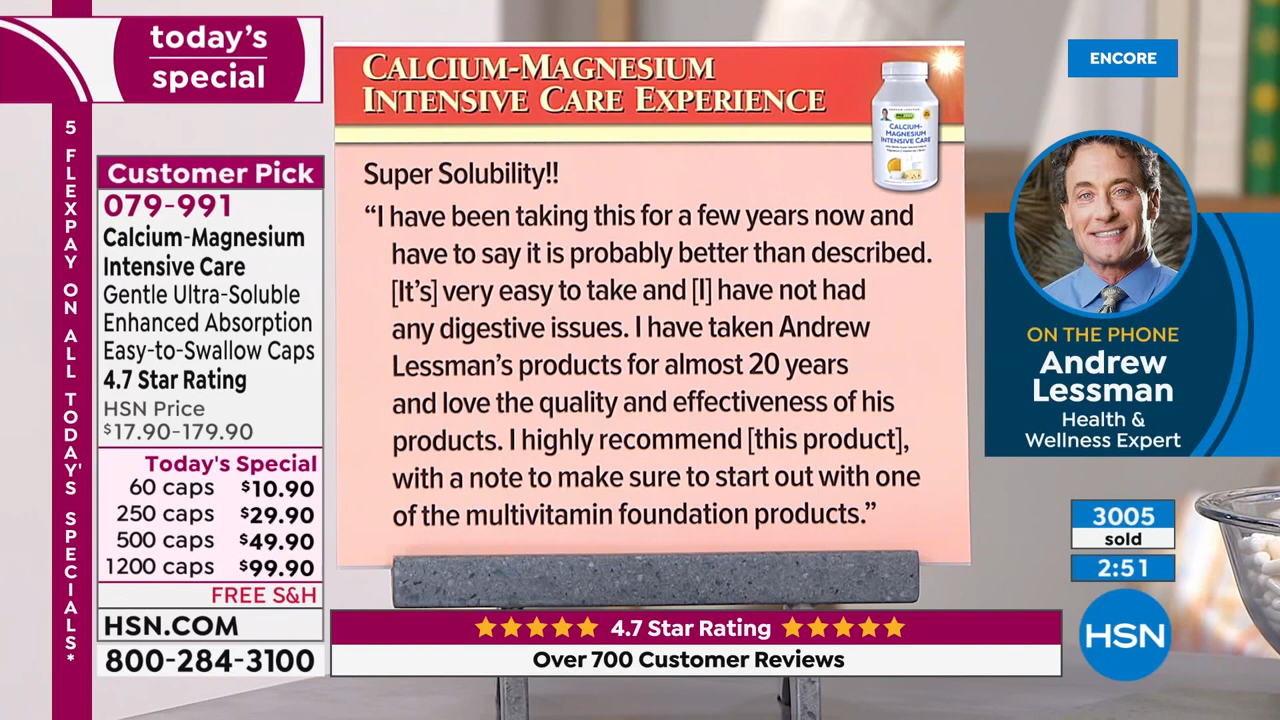 today's
special
5 FLEXPAY ON ALL TODAY'S SPECIALS*
Customer Pick
079-991
Calcium-Magnesium
Intensive Care
Gentle Ultra-Soluble
Enhanced Absorption
Easy-to-Swallow Caps
4.7 Star Rating
HSN Price
$17.90-179.90
Today's Special
60 caps $10.90
250 caps $29.90
500 caps $49.90
1200 caps $99.90
FREE S&H
HSN.COM
800-284-3100
CALCIUM-MAGNESIUM
INTENSIVE CARE EXPERIENCE
CALCIUM-
MAGNESIUM
INTENSIVE CARE
Super Solubility!!
“I have been taking this for a few years now and
have to say it is probably better than described.
[It’s] very easy to take and [I] have not had
any digestive issues. I have taken Andrew
Lessman’s products for almost 20 years
and love the quality and effectiveness of his
products. I highly recommend [this product],
with a note to make sure to start out with one
of the multivitamin foundation products.”
4.7 Star Rating
Over 700 Customer Reviews
ENCORE
ON THE PHONE
Andrew
Lessman
Health &
Wellness Expert
3005
sold
2:51
HSN